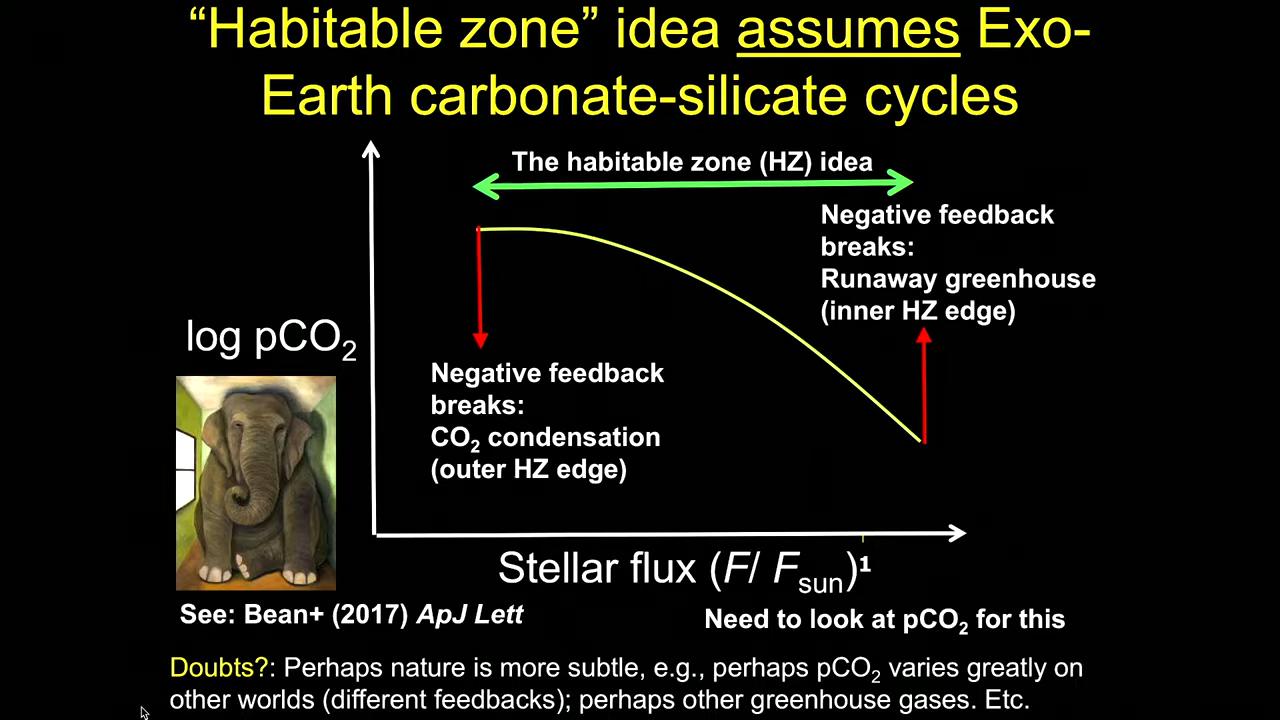 “Habitable zone” idea assumes Exo-
Earth carbonate-silicate cycles
The habitable zone (HZ) idea
Negative feedback
breaks:
Runaway greenhouse
(inner HZ edge)
log pCO₂
Negative feedback
breaks:
CO₂ condensation
(outer HZ edge)
Stellar flux (F/ Fsun)
1
See: Bean+ (2017) ApJ Lett
Need to look at pCO₂ for this
Doubts?: Perhaps nature is more subtle, e.g., perhaps pCO₂ varies greatly on
other worlds (different feedbacks); perhaps other greenhouse gases. Etc.